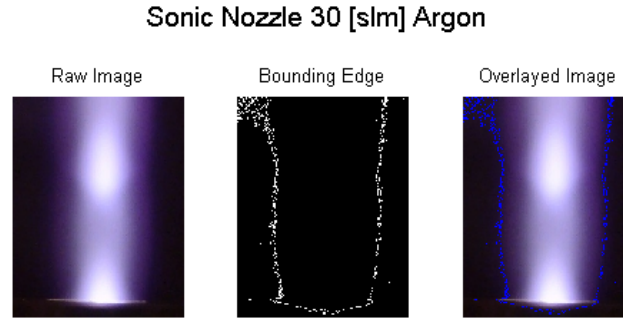 Sonic Nozzle 30 [slm] Argon
Raw Image
Bounding Edge
Overlayed Image